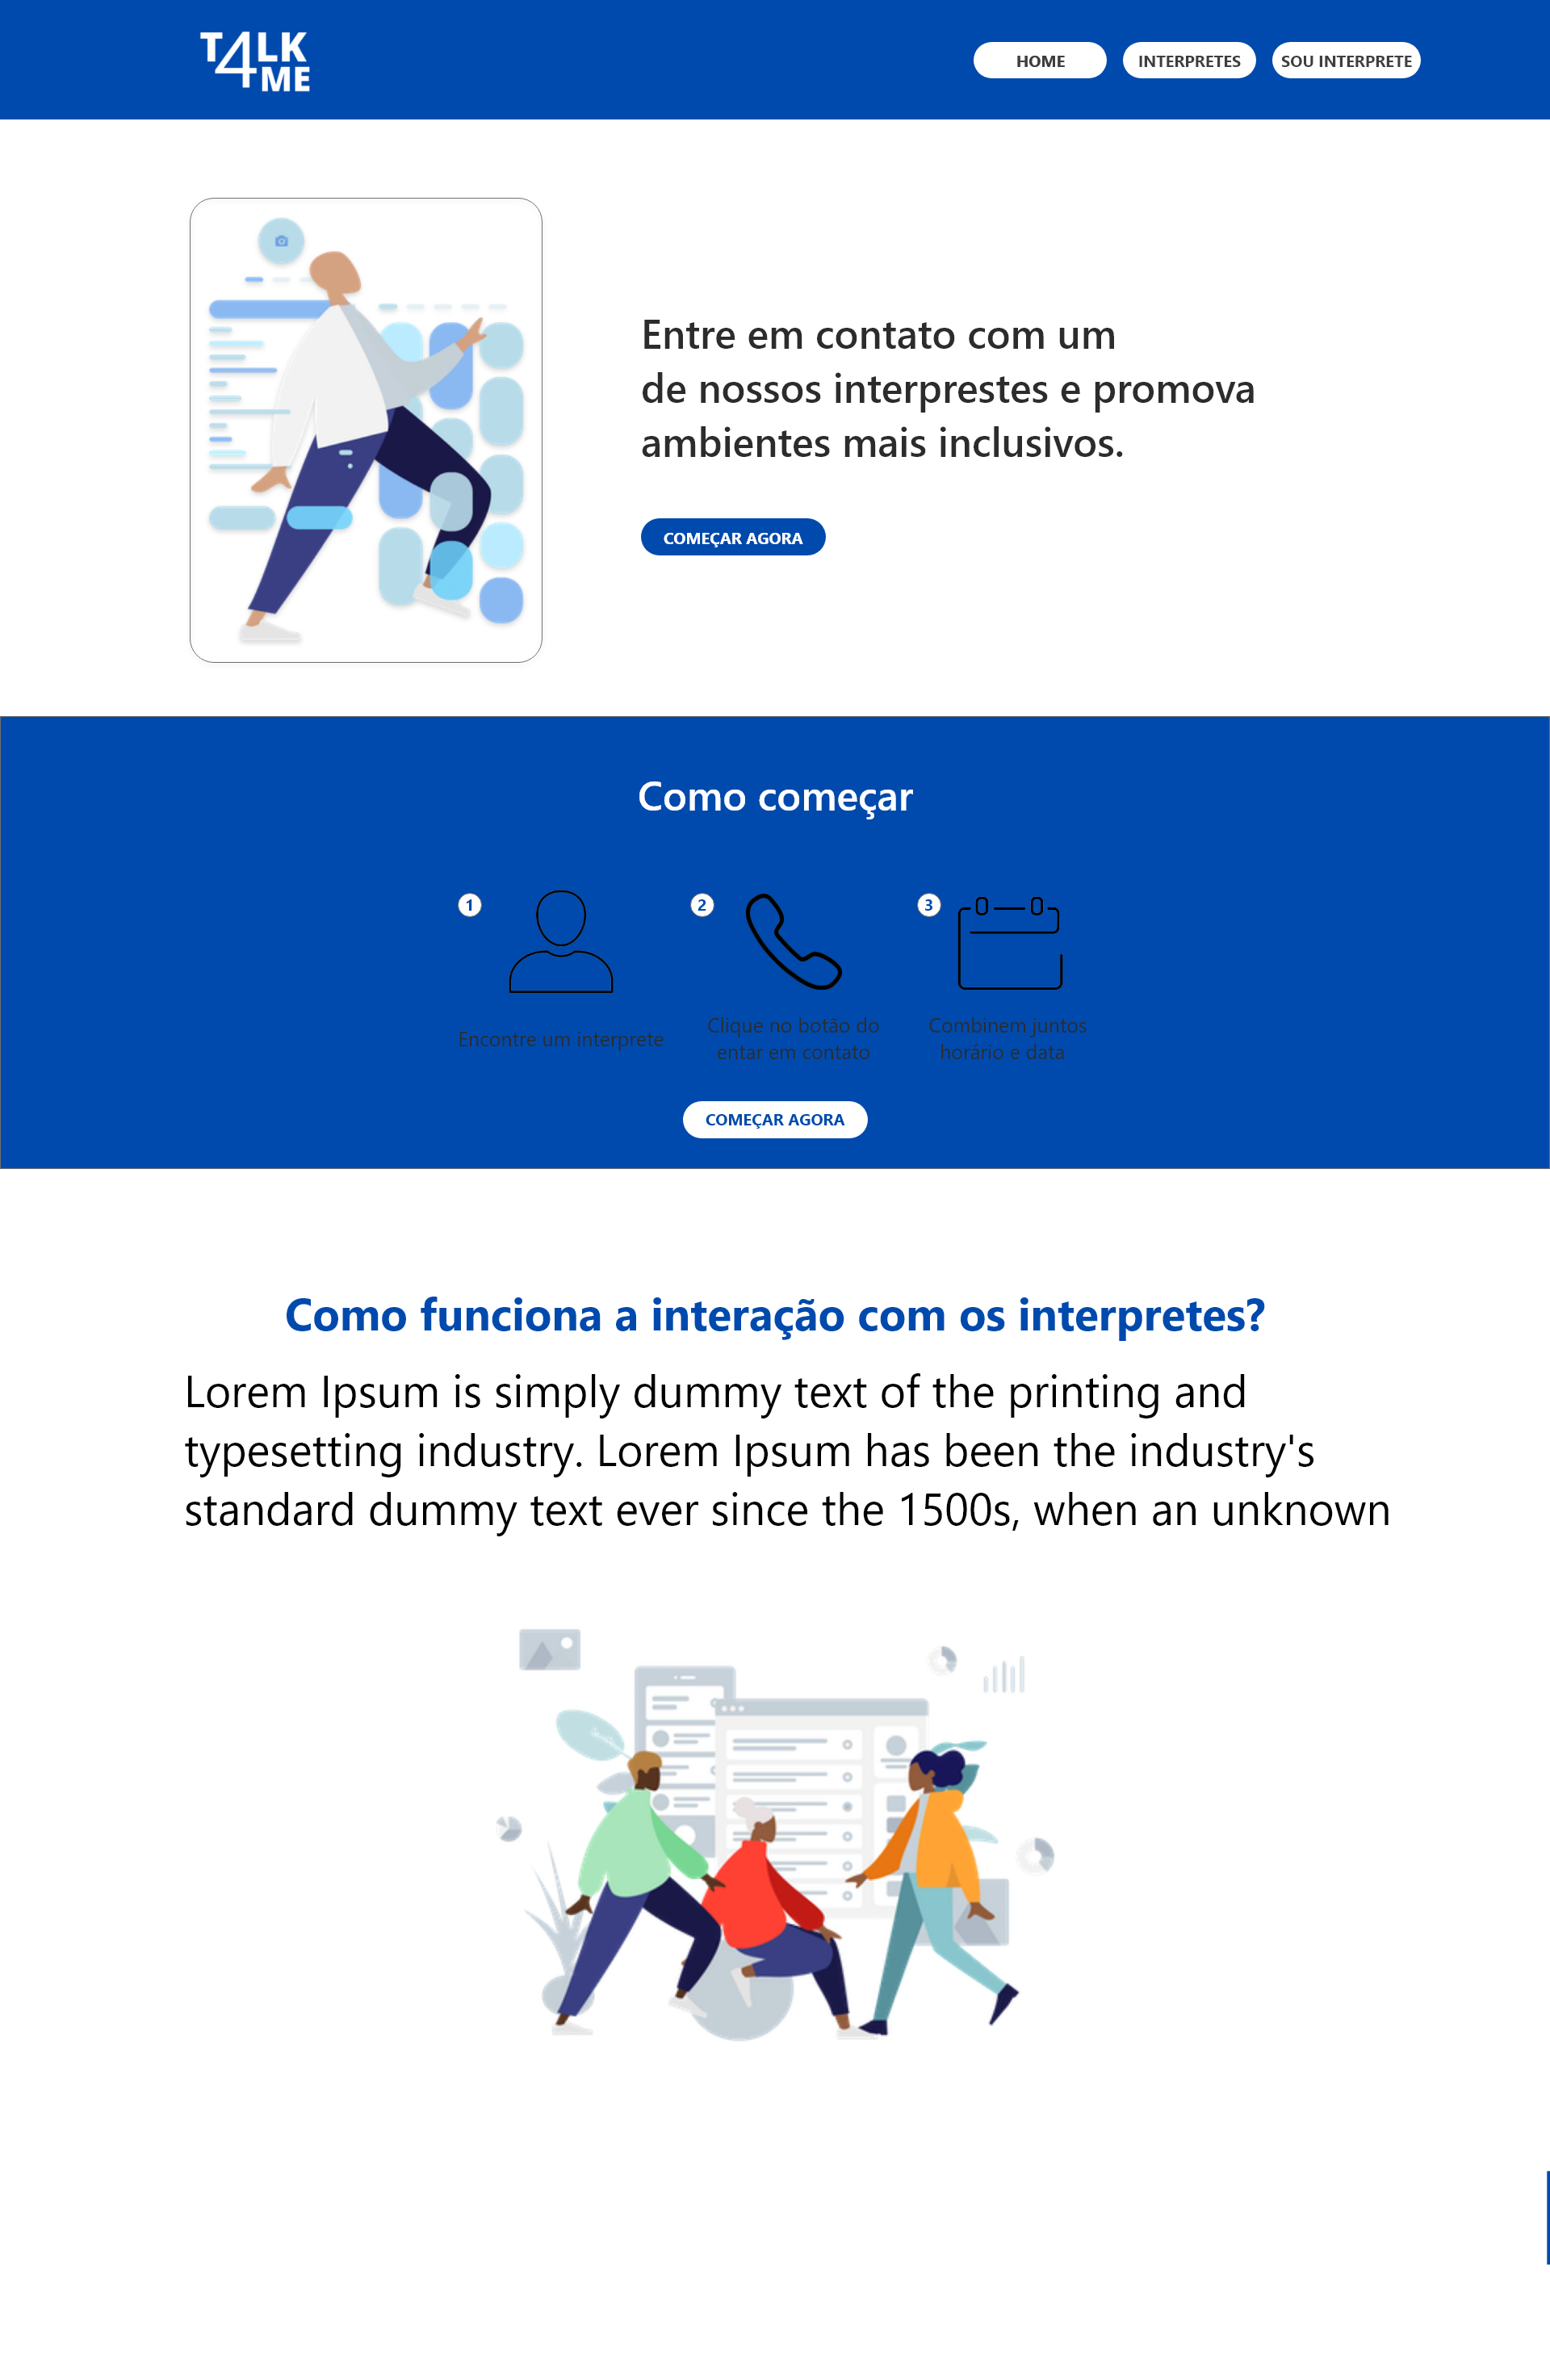 T4LK
ME
HOME
INTERPRETES
SOU INTERPRETE
Entre em contato com um
de nossos interprestes e promova
ambientes mais inclusivos.
COMEÇAR AGORA
Como começar
1
2
3
Encontre um interprete
Clique no botão do
entar em contato
Combinem juntos
horário e data
COMEÇAR AGORA
Como funciona a interação com os interpretes?
Lorem Ipsum is simply dummy text of the printing and
typesetting industry. Lorem Ipsum has been the industry's
standard dummy text ever since the 1500s, when an unknown